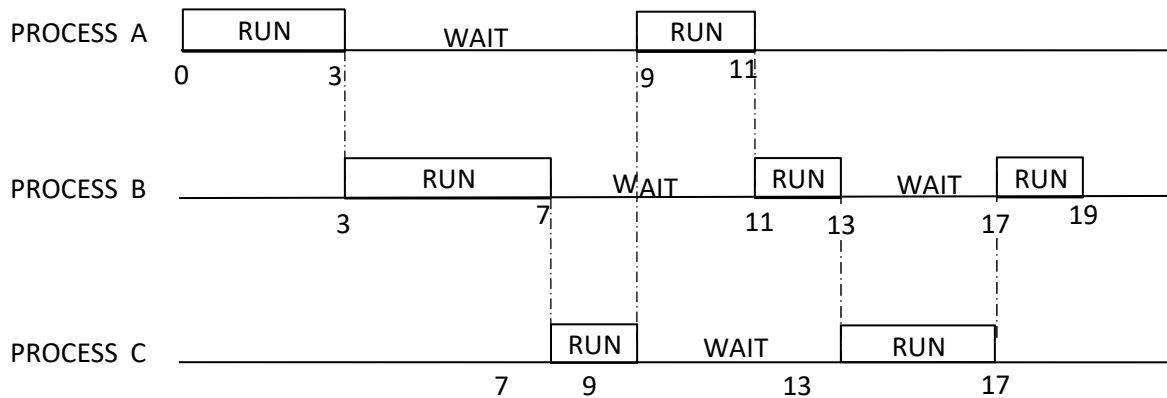 PROCESS A RUN WAIT RUN
0 3 9 11
PROCESS B RUN WAIT RUN WAIT RUN
3 7 11 13 17 19
PROCESS C RUN WAIT RUN
7 9 13 17